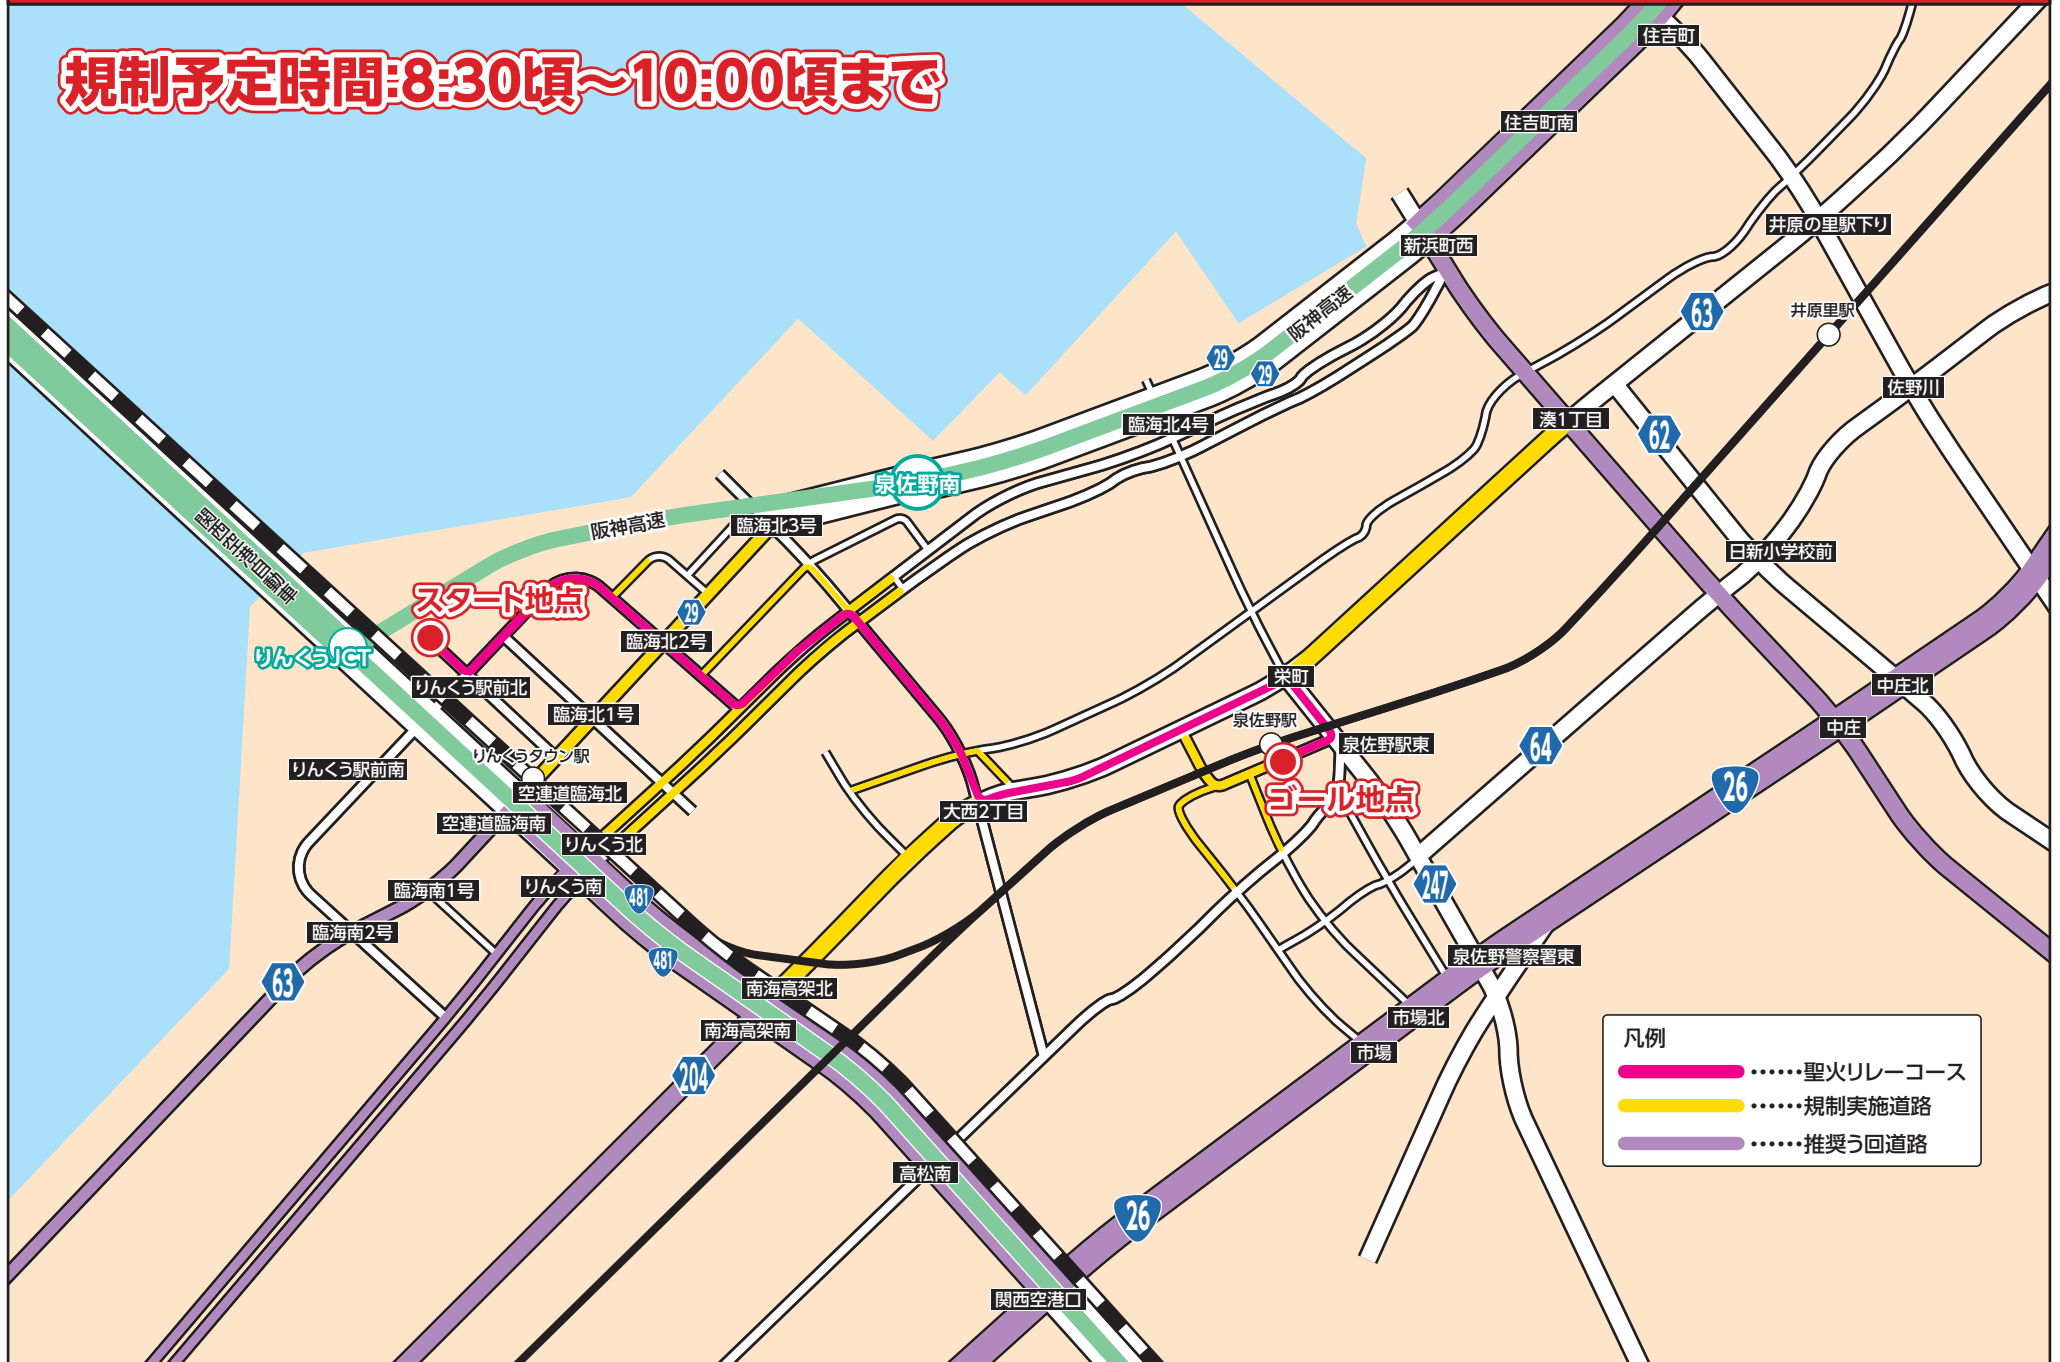 規制予定時間:8:30頃～10:00頃まで
住吉町
住吉町南
井原の里駅下り
新浜町西
63
井原里駅
阪神高速
29
29
佐野川
臨海北4号
湊1丁目
62
泉佐野南
阪神高速
臨海北3号
関西空港自動車
日新小学校前
スタート地点
29
臨海北2号
りんくうJCT
りんくう駅前北
栄町
中庄北
臨海北1号
泉佐野駅
中庄
泉佐野駅東
64
りんくうタウン駅
りんくう駅前南
26
空連道臨海北
ゴール地点
大西2丁目
空連道臨海南
りんくう北
りんくう南
247
臨海南1号
481
臨海南2号
泉佐野警察署東
481
63
南海高架北
市場北
南海高架南
市場
204
凡例
……聖火リレーコース
……規制実施道路
……推奨う回道路
高松南
26
関西空港口